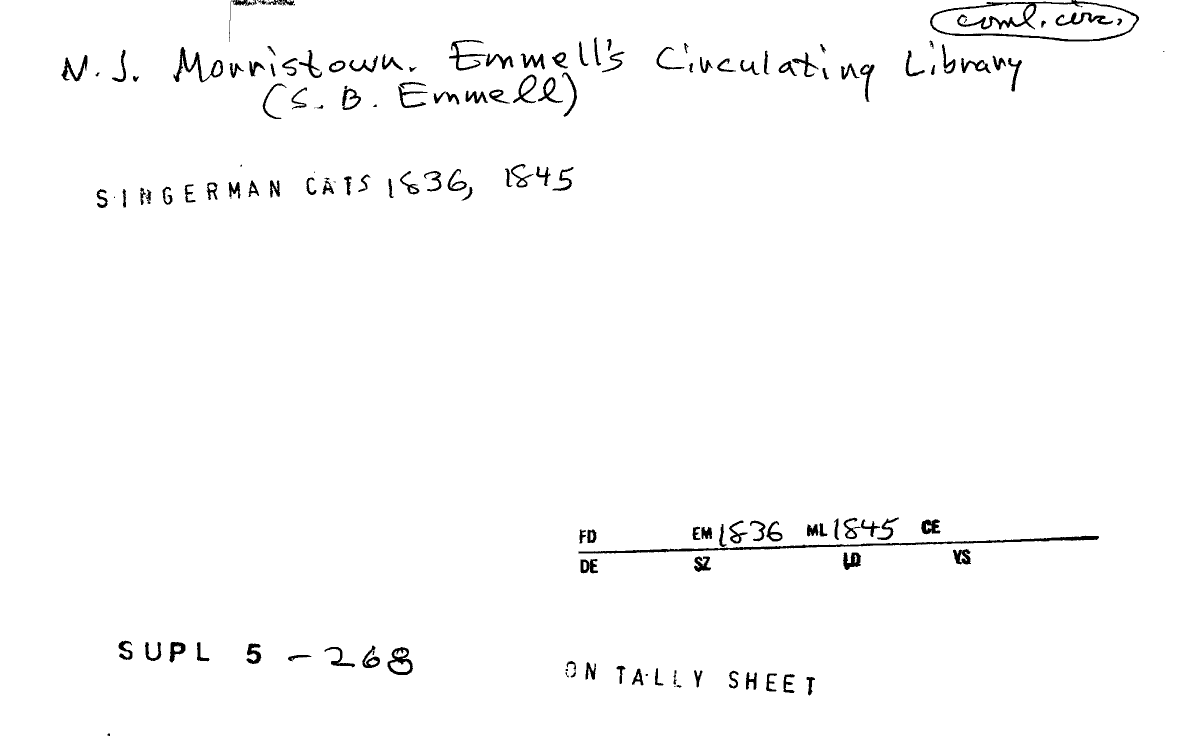 coml. circ.
N.J. Morristown. Emmell's Circulating Library
(S. B. Emmell)
SINGERMAN CATS 1836, 1845
FD EM 1836 ML 1845 CE
DE SZ LD VS
SUPL 5 - 268
ON TALLY SHEET